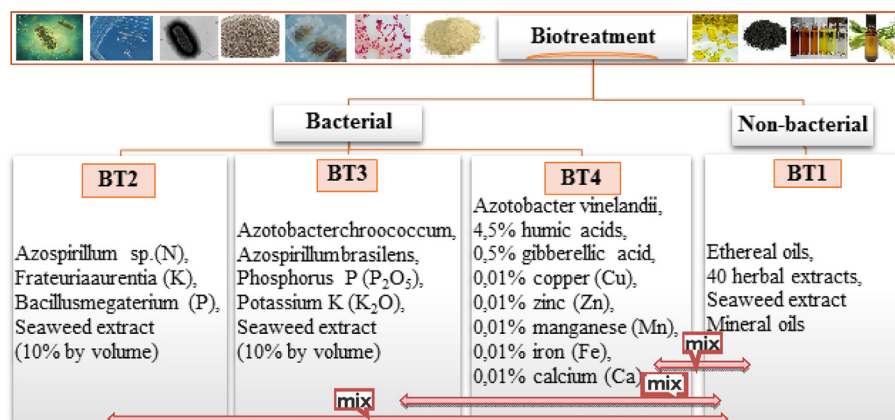 Biotreatment
Bacterial
Non-bacterial
BT2
Azospirillum sp.(N),
Frateuriaaurentia (K),
Bacillusmegaterium (P),
Seaweed extract
(10% by volume)
BT3
Azotobacterchroococcum,
Azospirillumbrasilens,
Phosphorus P (P₂O₅),
Potassium K (K₂O),
Seaweed extract
(10% by volume)
BT4
Azotobacter vinelandii,
4,5% humic acids,
0,5% gibberellic acid,
0,01% copper (Cu),
0,01% zinc (Zn),
0,01% manganese (Mn),
0,01% iron (Fe),
0,01% calcium (Ca)
BT1
Ethereal oils,
40 herbal extracts,
Seaweed extract
Mineral oils
mix
mix
mix